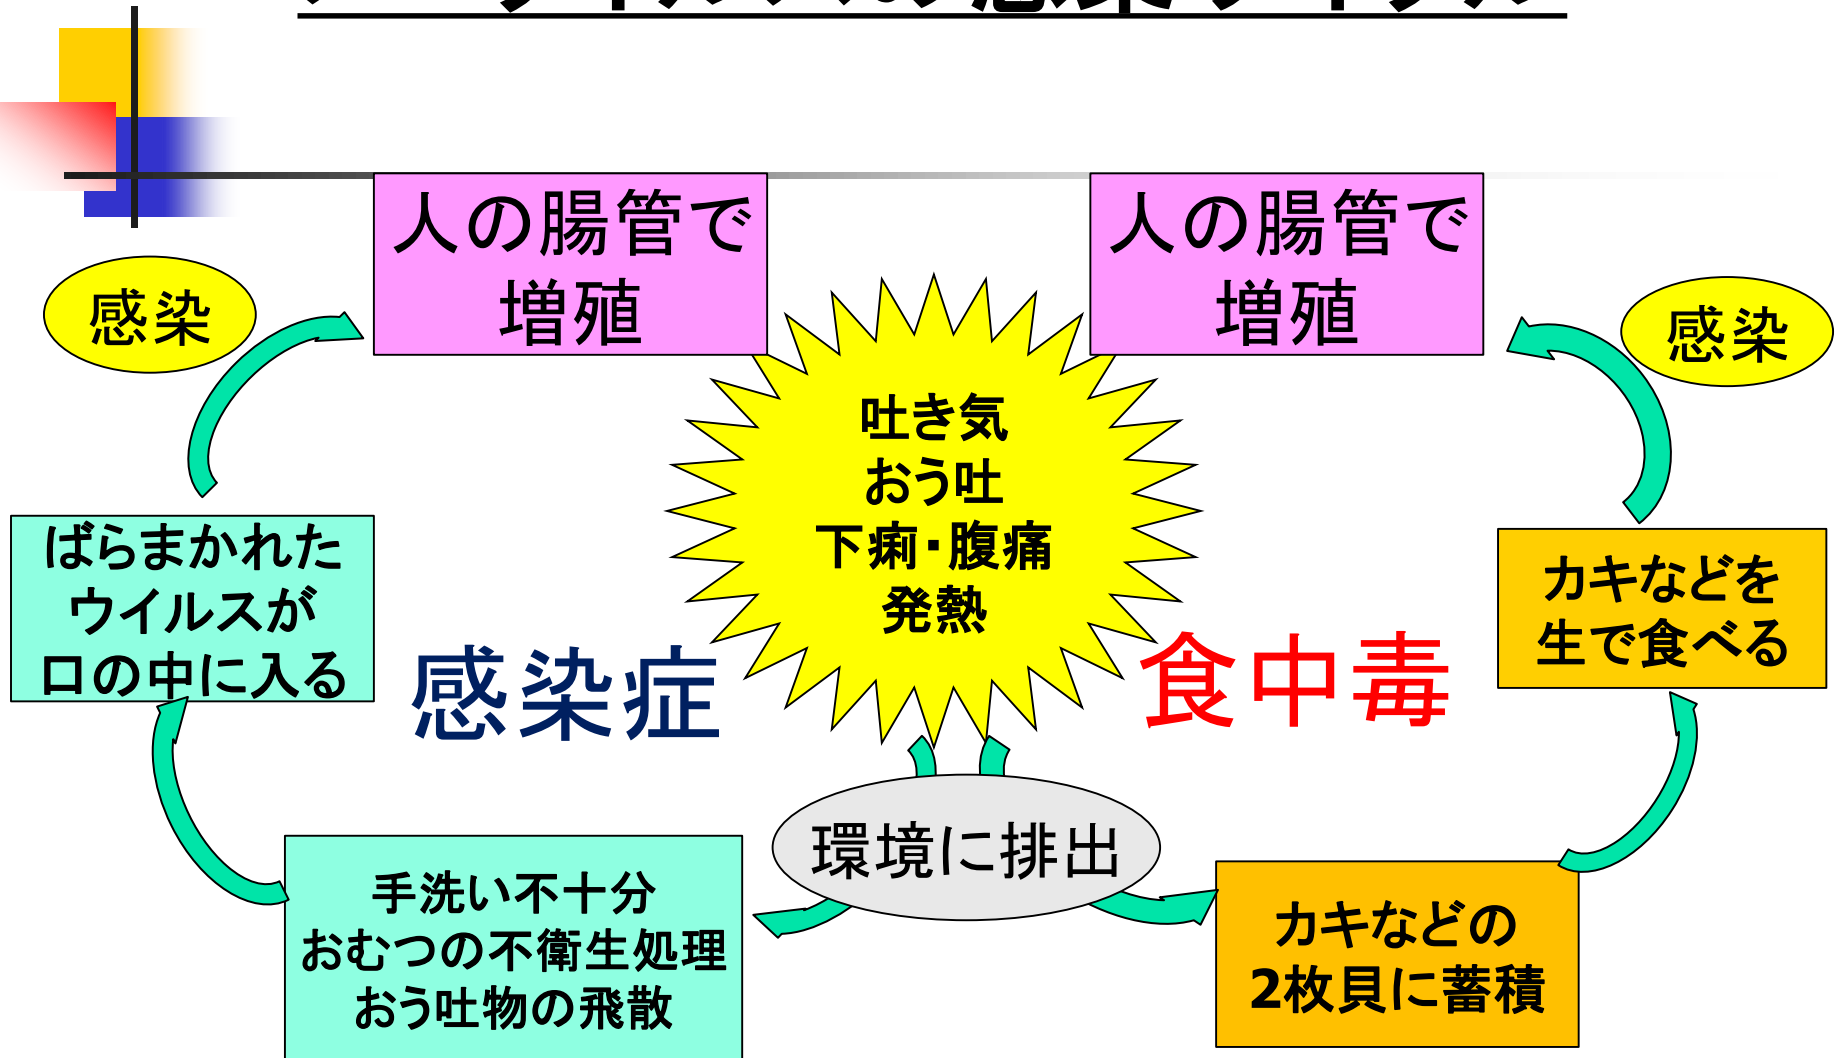 感染
人の腸管で
増殖
人の腸管で
増殖
感染
感染
吐き気
おう吐
下痢・腹痛
発熱
ばらまかれた
ウイルスが
口の中に入る
カキなどを
生で食べる
感染症
食中毒
環境に排出
手洗い不十分
おむつの不衛生処理
おう吐物の飛散
カキなどの
2枚貝に蓄積